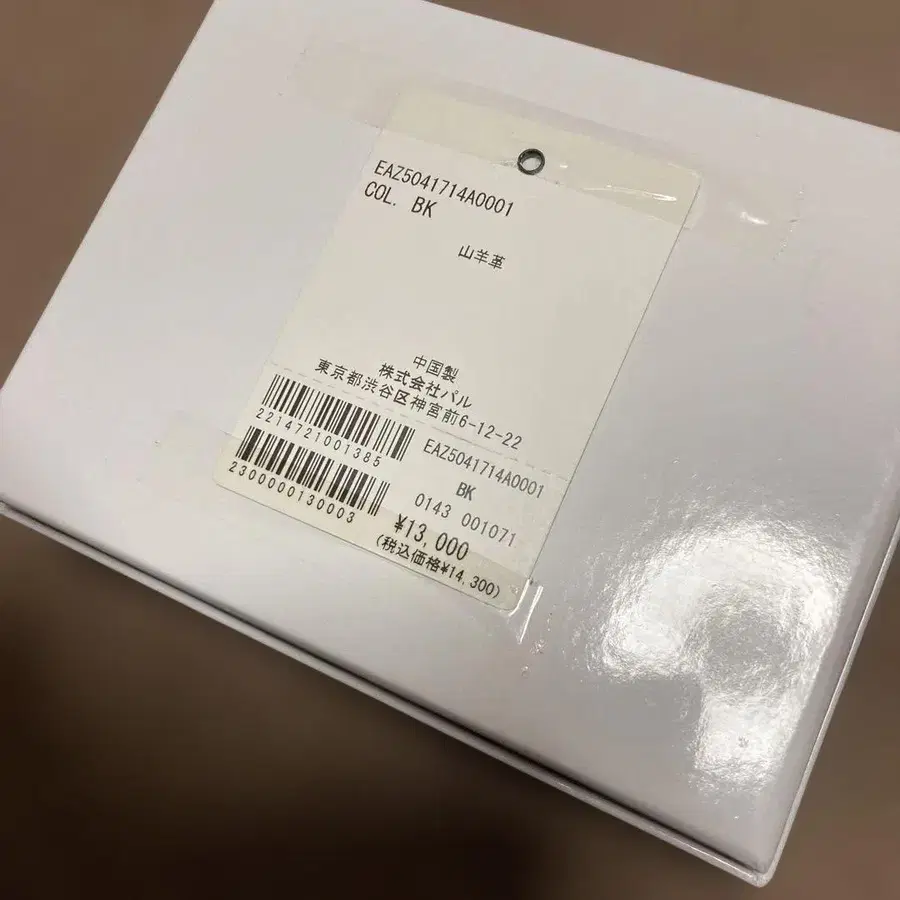 EAZ5041714A0001
COL. BK
山羊革
中国製
株式会社パル
東京都渋谷区神宮前6-12-22
2214721001385
EAZ5041714A0001
BK
2300000130003
0143 001071
¥13,000
(税込価格¥14,300)